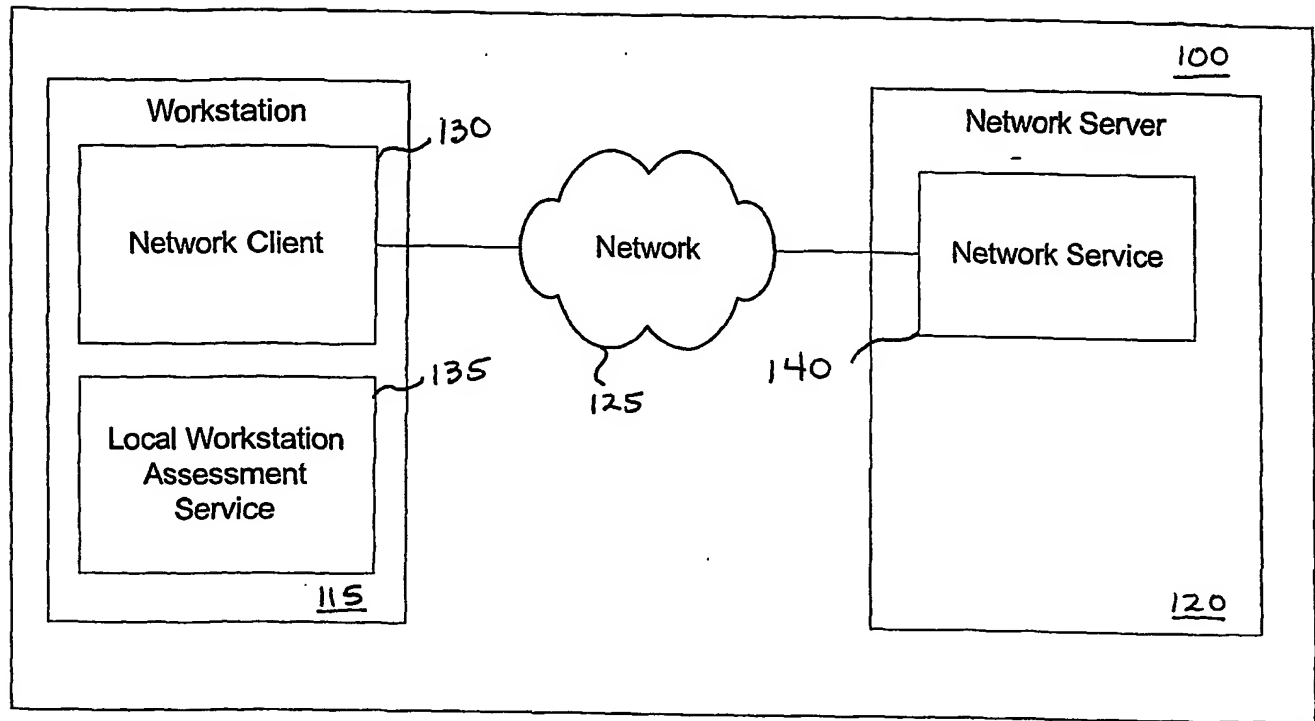 100
Workstation
130
Network Client
135
Local Workstation
Assessment
Service
115
Network
125
Network Server
Network Service
140
120